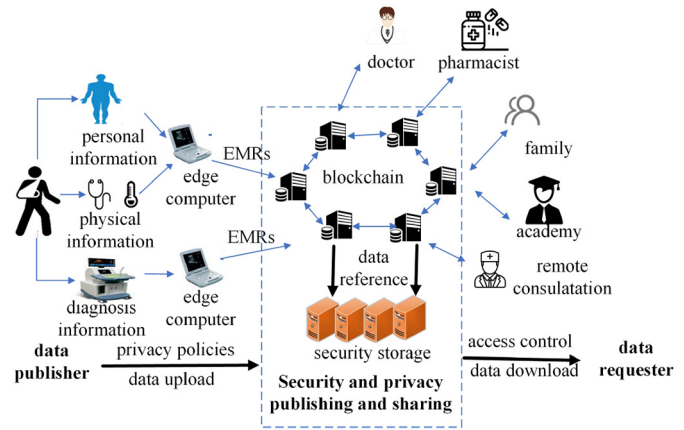 doctor
pharmacist
personal
information
EMRs
edge
computer
blockchain
family
physical
information
academy
EMRs
data
reference
remote
consulatation
diagnosis
information
edge
computer
security storage
data
publisher
privacy policies
data upload
Security and privacy
publishing and sharing
access control
data download
data
requester